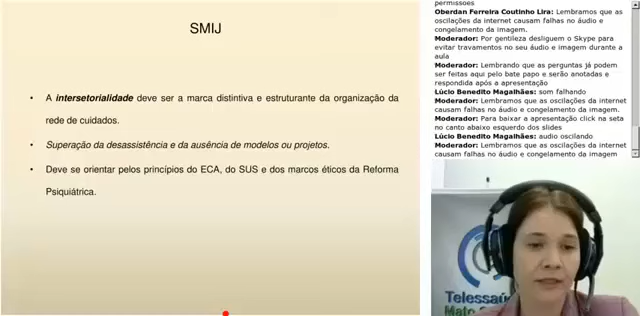 SMIJ
• A intersetorialidade deve ser a marca distintiva e estruturante da organização da
rede de cuidados.
• Superação da desassistência e da ausência de modelos ou projetos.
• Deve se orientar pelos princípios do ECA, do SUS e dos marcos éticos da Reforma
Psiquiátrica.
permissões
Oberdan Ferreira Coutinho Lira: Lembramos que as
oscilações da internet causam falhas no áudio e
congelamento da imagem.
Moderador: Por gentileza desliguem o Skype para
evitar travamentos no seu áudio e imagem durante a
aula
Moderador: Lembrando que as perguntas já podem
ser feitas aqui pelo bate papo e serão anotadas e
respondida após a apresentação
Lúcio Benedito Magalhães: som falhando
Moderador: Lembramos que as oscilações da internet
causam falhas no áudio e congelamento da imagem.
Moderador: Para baixar a apresentação click na seta
no canto abaixo esquerdo dos slides
Lúcio Benedito Magalhães: audio oscilando
Moderador: Lembramos que as oscilações da internet
causam falhas no áudio e congelamento da imagem
Telessaú
Mato